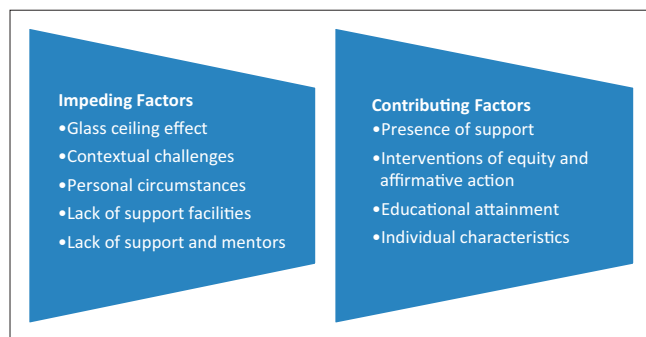 Impeding Factors
•Glass ceiling effect
•Contextual challenges
•Personal circumstances
•Lack of support facilities
•Lack of support and mentors
Contributing Factors
•Presence of support
•Interventions of equity and
affirmative action
•Educational attainment
•Individual characteristics